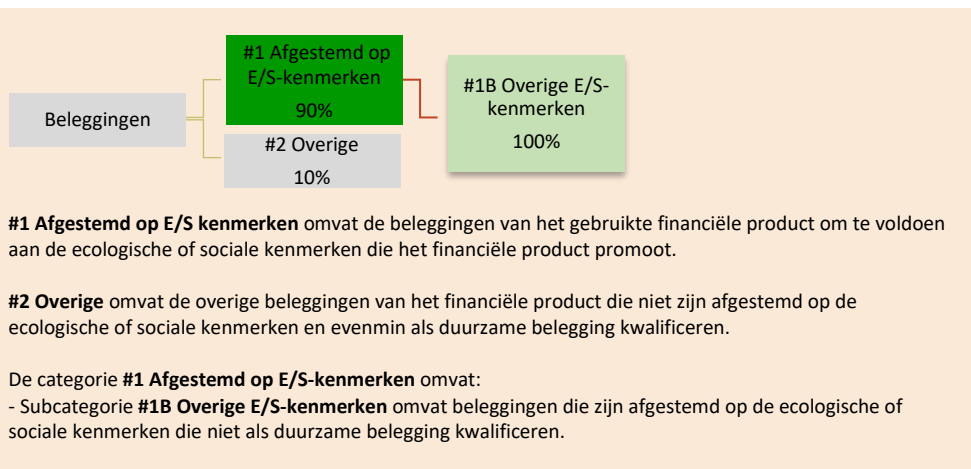 Beleggingen
#1 Afgestemd op
E/S-kenmerken
90%
#2 Overige
10%
#1B Overige E/S-
kenmerken
100%
#1 Afgestemd op E/S kenmerken omvat de beleggingen van het gebruikte financiële product om te voldoen
aan de ecologische of sociale kenmerken die het financiële product promoot.
#2 Overige omvat de overige beleggingen van het financiële product die niet zijn afgestemd op de
ecologische of sociale kenmerken en evenmin als duurzame belegging kwalificeren.
De categorie #1 Afgestemd op E/S-kenmerken omvat:
- Subcategorie #1B Overige E/S-kenmerken omvat beleggingen die zijn afgestemd op de ecologische of
sociale kenmerken die niet als duurzame belegging kwalificeren.